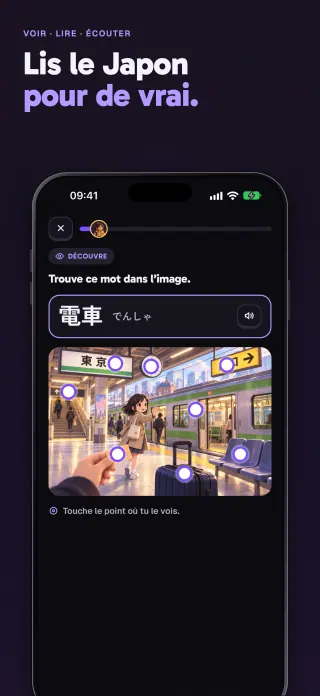 VOIR · LIRE · ÉCOUTER
Lis le Japon
pour de vrai.
09:41
DÉCOUVRE
Trouve ce mot dans l'image.
電車 でんしゃ
東京
Touche le point où tu le vois.